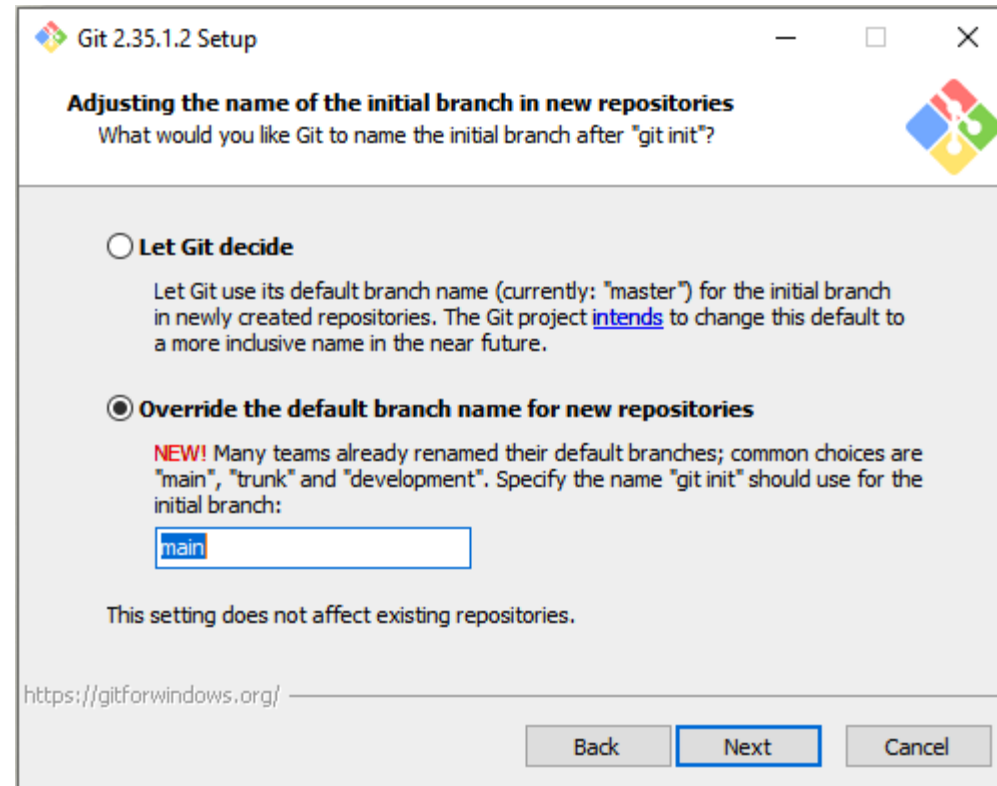 Git 2.35.1.2 Setup
Adjusting the name of the initial branch in new repositories
What would you like Git to name the initial branch after "git init"?
Let Git decide
Let Git use its default branch name (currently: "master") for the initial branch
in newly created repositories. The Git project intends to change this default to
a more inclusive name in the near future.
Override the default branch name for new repositories
NEW! Many teams already renamed their default branches; common choices are
"main", "trunk" and "development". Specify the name "git init" should use for the
initial branch:
main
This setting does not affect existing repositories.
https://gitforwindows.org/
Back Next Cancel